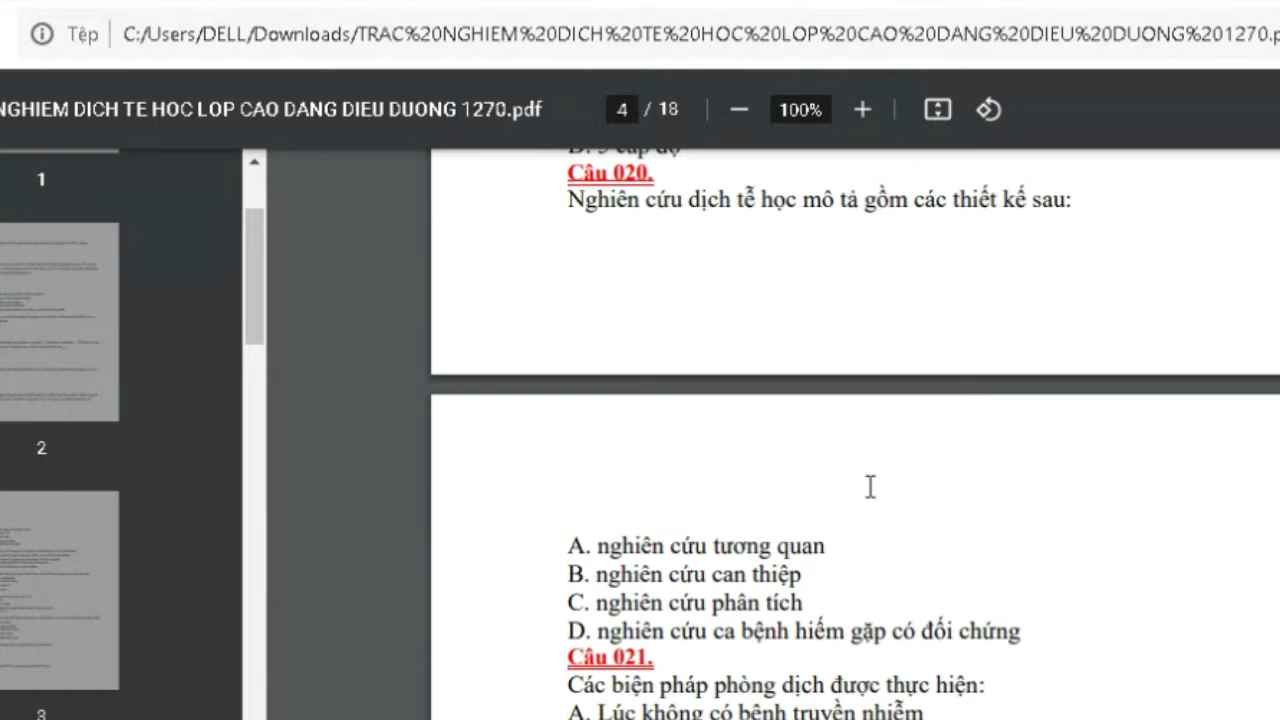 Tệp C:/Users/DELL/Downloads/TRAC%20NGHIEM%20DICH%20TE%20HOC%20LOP%20CAO%20DANG%20DIEU%20DUONG%201270.p
NGHIEM DICH TE HOC LOP CAO DANG DIEU DUONG 1270.pdf 4 / 18 100%
1
2
3
D. 5 cấp độ
Câu 020.
Nghiên cứu dịch tễ học mô tả gồm các thiết kế sau:
A. nghiên cứu tương quan
B. nghiên cứu can thiệp
C. nghiên cứu phân tích
D. nghiên cứu ca bệnh hiếm gặp có đối chứng
Câu 021.
Các biện pháp phòng dịch được thực hiện:
A. Lúc không có bệnh truyền nhiễm